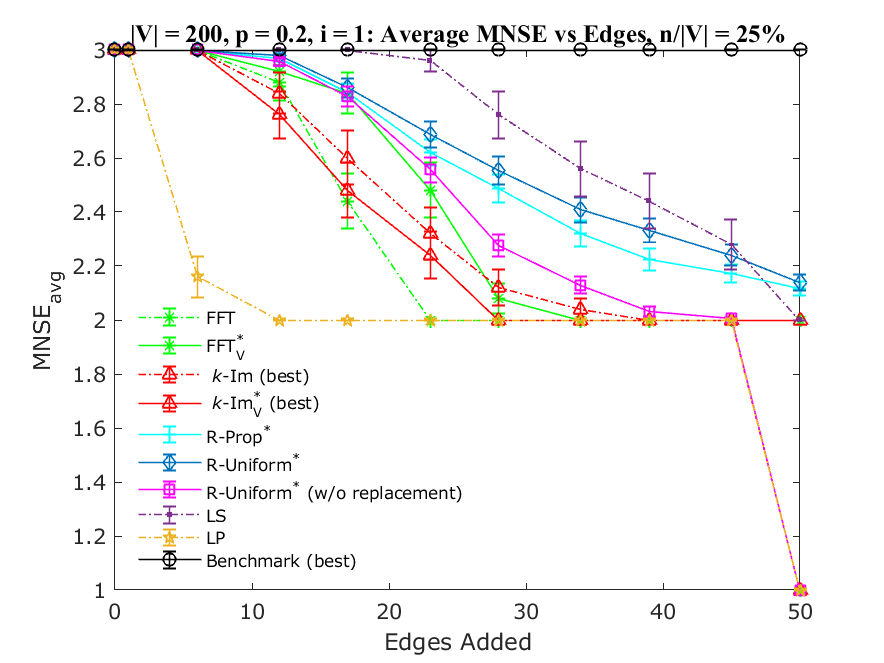 |V| = 200, p = 0.2, i = 1: Average MNSE vs Edges, n/|V| = 25%
3
2.8
2.6
2.4
2.2
2
1.8
1.6
1.4
1.2
1
MNSE_avg
FFT
FFT*_V
k-Im (best)
k-Im*_V (best)
R-Prop*
R-Uniform*
R-Uniform* (w/o replacement)
LS
LP
Benchmark (best)
0 10 20 30 40 50
Edges Added